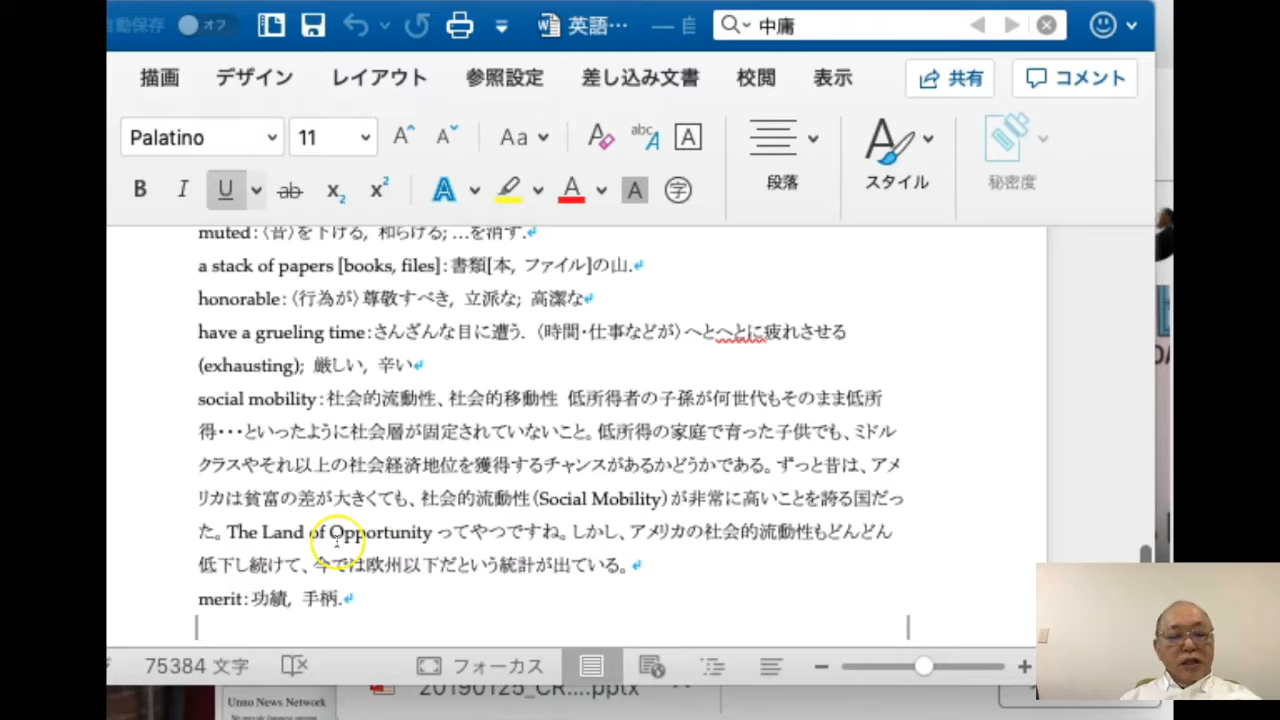 自動保存 オフ 英語… — 自 中庸
描画 デザイン レイアウト 参照設定 差し込み文書 校閲 表示 共有 コメント
Palatino 11 Aa abc A A
B I U ab x2 x2 A A A 字 段落 スタイル 秘密度
muted：〈音〉を下げる, 和らげる; …を消す.
a stack of papers [books, files]：書類[本, ファイル]の山.
honorable：〈行為が〉尊敬すべき, 立派な; 高潔な
have a grueling time：さんざんな目に遭う. 〈時間・仕事などが〉へとへとに疲れさせる
(exhausting); 厳しい, 辛い
social mobility：社会的流動性、社会的移動性 低所得者の子孫が何世代もそのまま低所
得・・・といったように社会層が固定されていないこと。低所得の家庭で育った子供でも、ミドル
クラスやそれ以上の社会経済地位を獲得するチャンスがあるかどうかである。ずっと昔は、アメ
リカは貧富の差が大きくても、社会的流動性（Social Mobility）が非常に高いことを誇る国だっ
た。The Land of Opportunity ってやつですね。しかし、アメリカの社会的流動性もどんどん
低下し続けて、今では欧州以下だという統計が出ている。
merit：功績, 手柄.
75384 文字 フォーカス
20190125_CR....pptx
Unno News Network